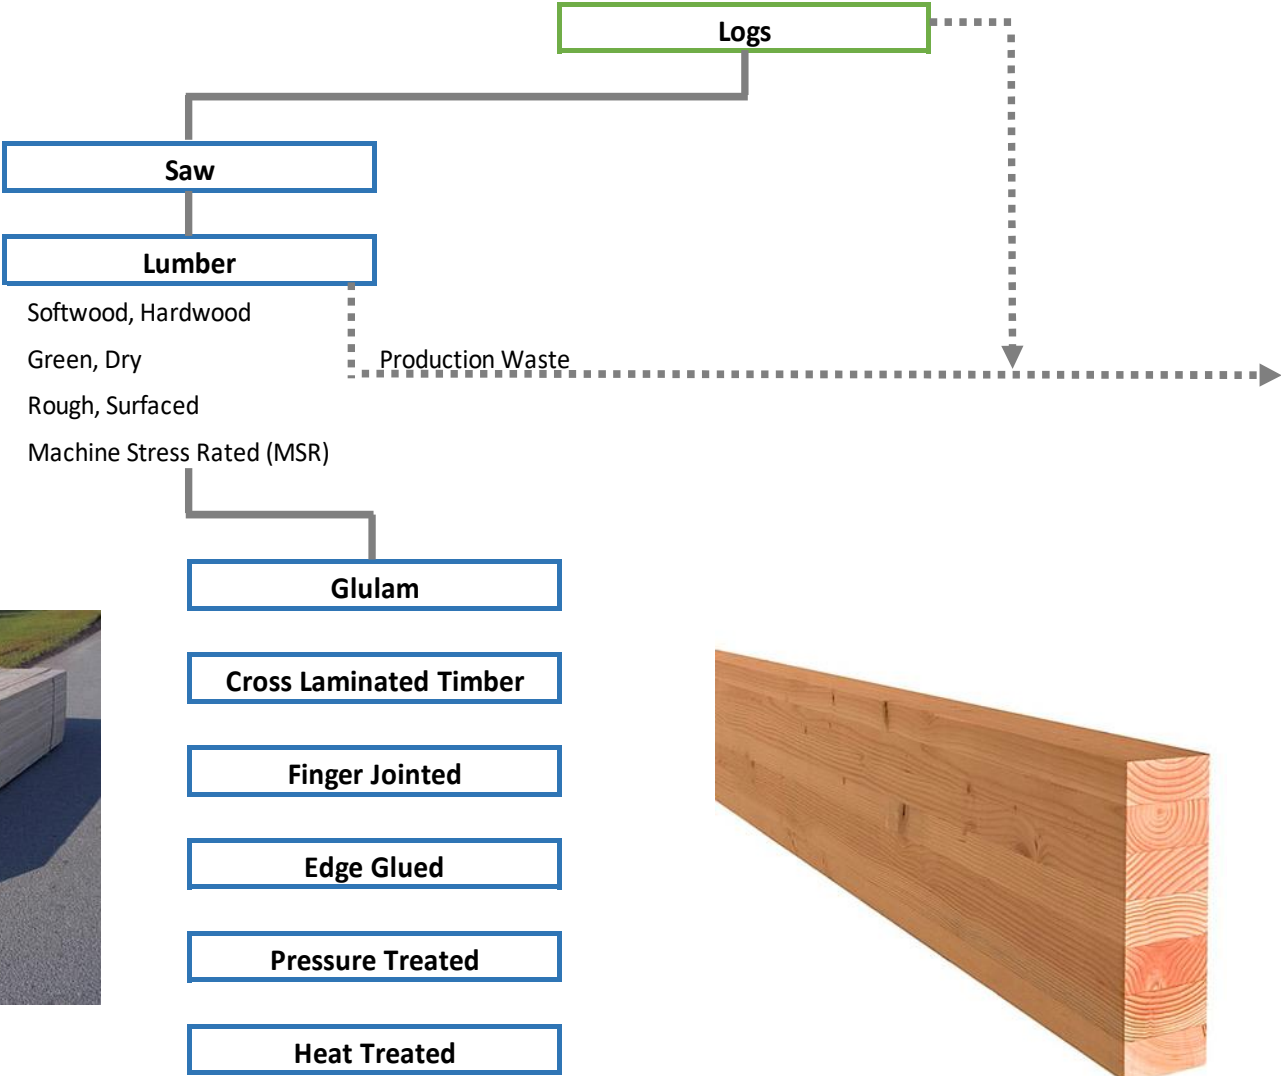 Logs
Saw
Lumber
Softwood, Hardwood
Green, Dry
Production Waste
Rough, Surfaced
Machine Stress Rated (MSR)
Glulam
Cross Laminated Timber
Finger Jointed
Edge Glued
Pressure Treated
Heat Treated